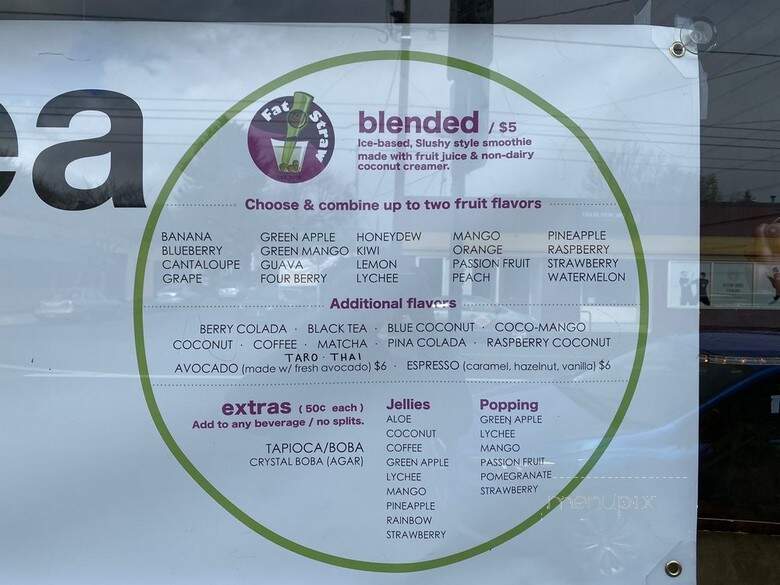 ea
Fat Straw
blended / $5
Ice-based, Slushy style smoothie
made with fruit juice & non-dairy
coconut creamer.
Choose & combine up to two fruit flavors
BANANA GREEN APPLE HONEYDEW MANGO PINEAPPLE
BLUEBERRY GREEN MANGO KIWI ORANGE RASPBERRY
CANTALOUPE GUAVA LEMON PASSION FRUIT STRAWBERRY
GRAPE FOUR BERRY LYCHEE PEACH WATERMELON
Additional flavors
BERRY COLADA · BLACK TEA · BLUE COCONUT · COCO-MANGO
COCONUT · COFFEE · MATCHA · PINA COLADA · RASPBERRY COCONUT
TARO · THAI
AVOCADO (made w/ fresh avocado) $6 · ESPRESSO (caramel, hazelnut, vanilla) $6
extras (50¢ each)
Add to any beverage / no splits.
TAPIOCA/BOBA
CRYSTAL BOBA (AGAR)
Jellies
ALOE
COCONUT
COFFEE
GREEN APPLE
LYCHEE
MANGO
PINEAPPLE
RAINBOW
STRAWBERRY
Popping
GREEN APPLE
LYCHEE
MANGO
PASSION FRUIT
POMEGRANATE
STRAWBERRY
menupix